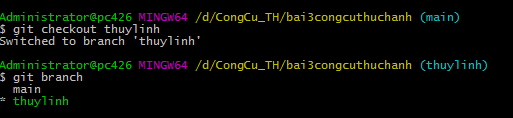 Administrator@pc426 MINGW64 /d/CongCu_TH/bai3congcuthuchanh (main)
$ git checkout thuylinh
Switched to branch 'thuylinh'
Administrator@pc426 MINGW64 /d/CongCu_TH/bai3congcuthuchanh (thuylinh)
$ git branch
main
* thuylinh